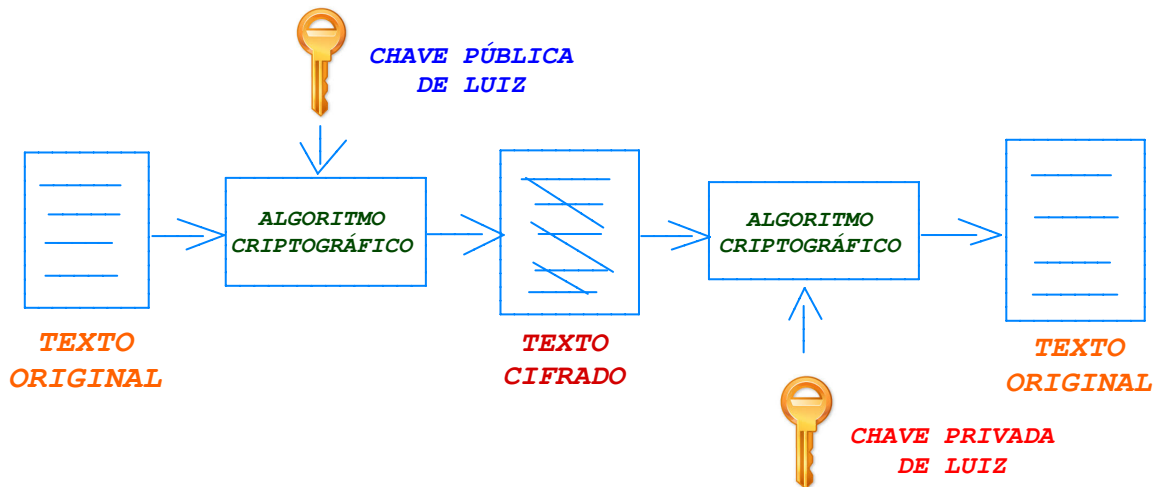 CHAVE PÚBLICA
DE LUIZ
ALGORITMO
CRIPTOGRÁFICO
ALGORITMO
CRIPTOGRÁFICO
TEXTO
ORIGINAL
TEXTO
CIFRADO
TEXTO
ORIGINAL
CHAVE PRIVADA
DE LUIZ